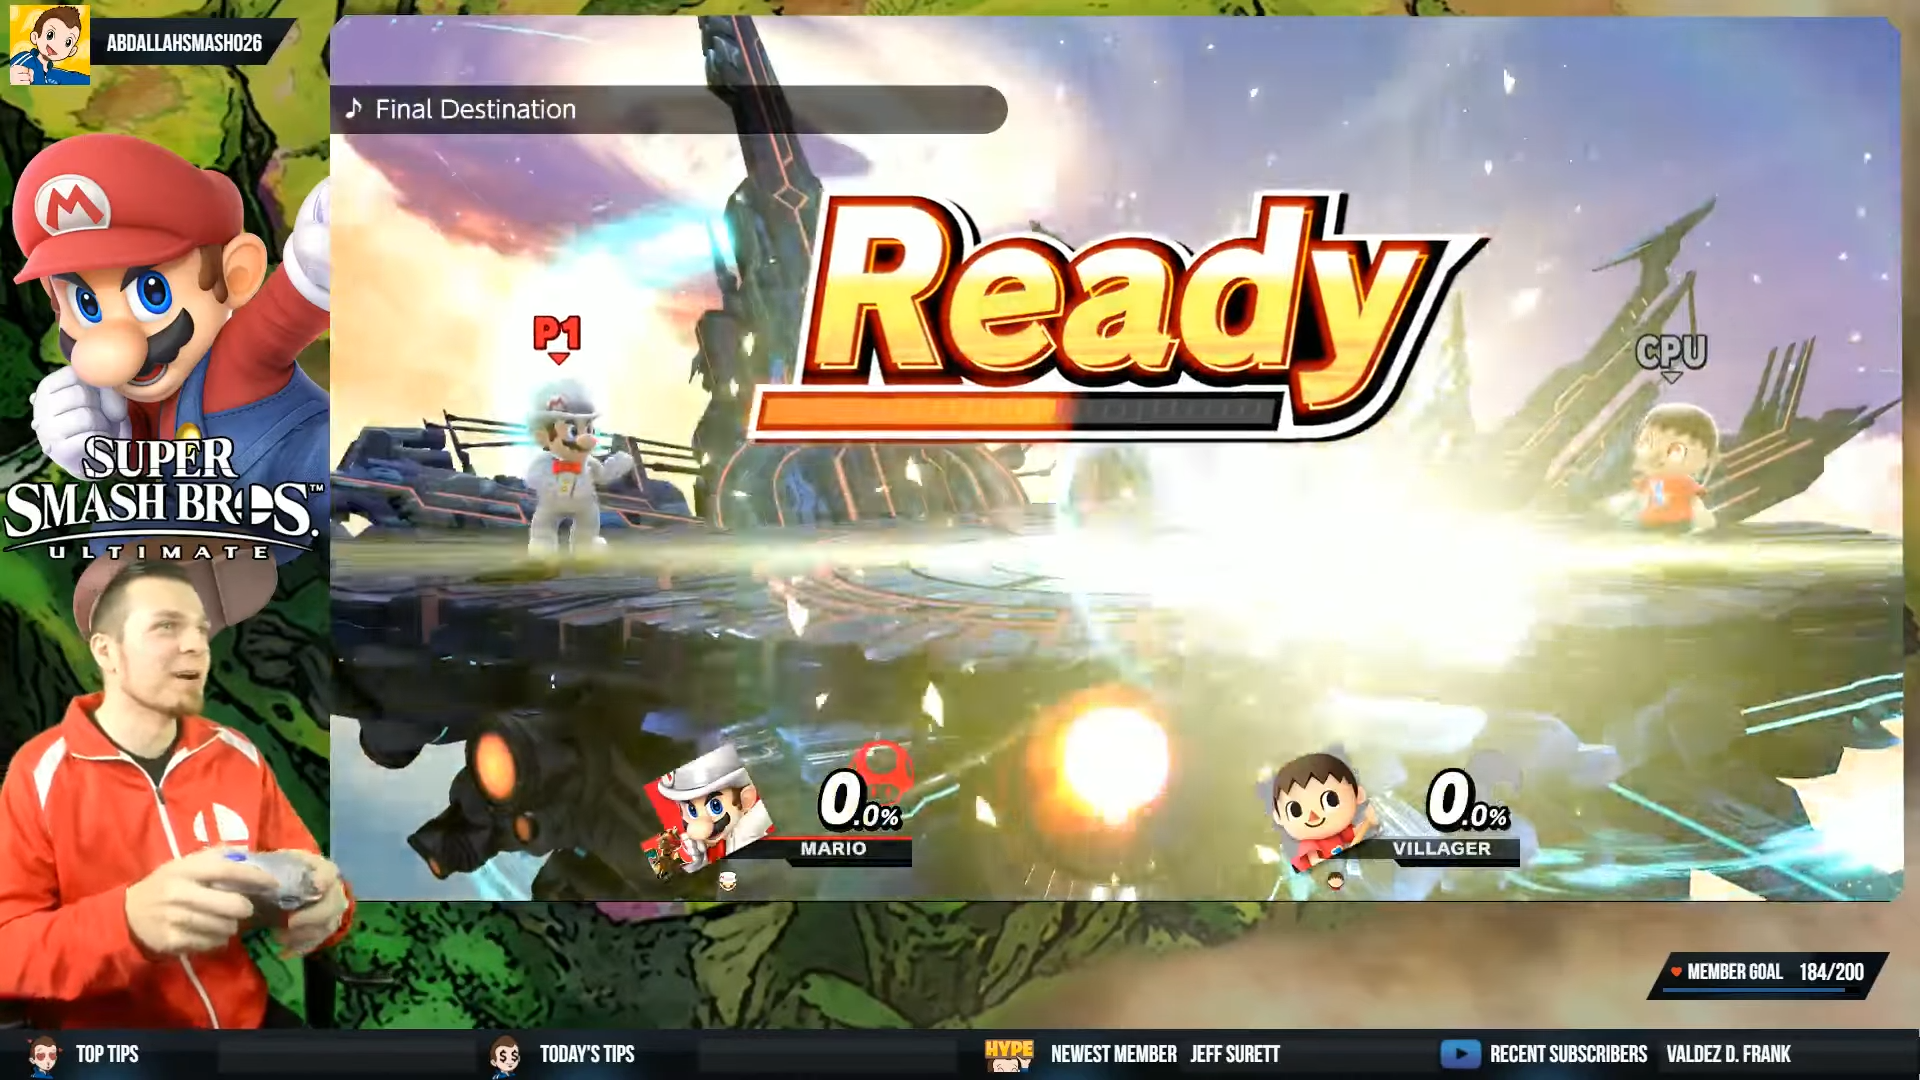 ABDALLAHSMASH026
♪ Final Destination
Ready
P1
CPU
M
SUPER
SMASH BROS.™
ULTIMATE
0.0%
MARIO
0.0%
VILLAGER
MEMBER GOAL 184/200
TOP TIPS
TODAY'S TIPS
HYPE
NEWEST MEMBER JEFF SURETT
RECENT SUBSCRIBERS VALDEZ D. FRANK